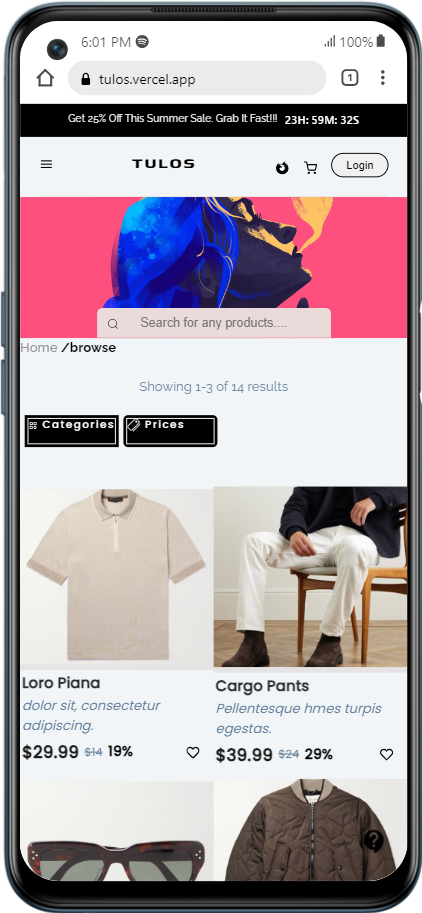 6:01 PM 100%
tulos.vercel.app 1
Get 25% Off This Summer Sale. Grab It Fast!!! 23H: 59M: 32S
TULOS Login
Search for any products....
Home /browse
Showing 1-3 of 14 results
Categories Prices
Loro Piana
dolor sit, consectetur
adipiscing.
$29.99 $14 19%
Cargo Pants
Pellentesque hmes turpis
egestas.
$39.99 $24 29%